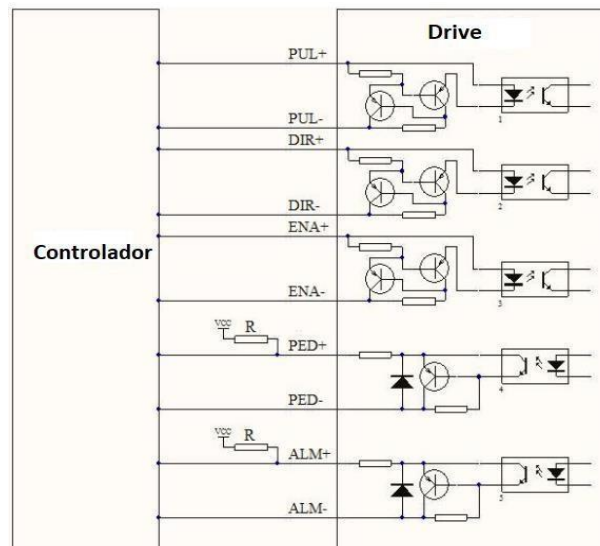 Drive
PUL+
PUL-
1
DIR+
DIR-
2
ENA+
Controlador
ENA-
3
VCC R
PED+
4
PED-
VCC R
ALM+
5
ALM-